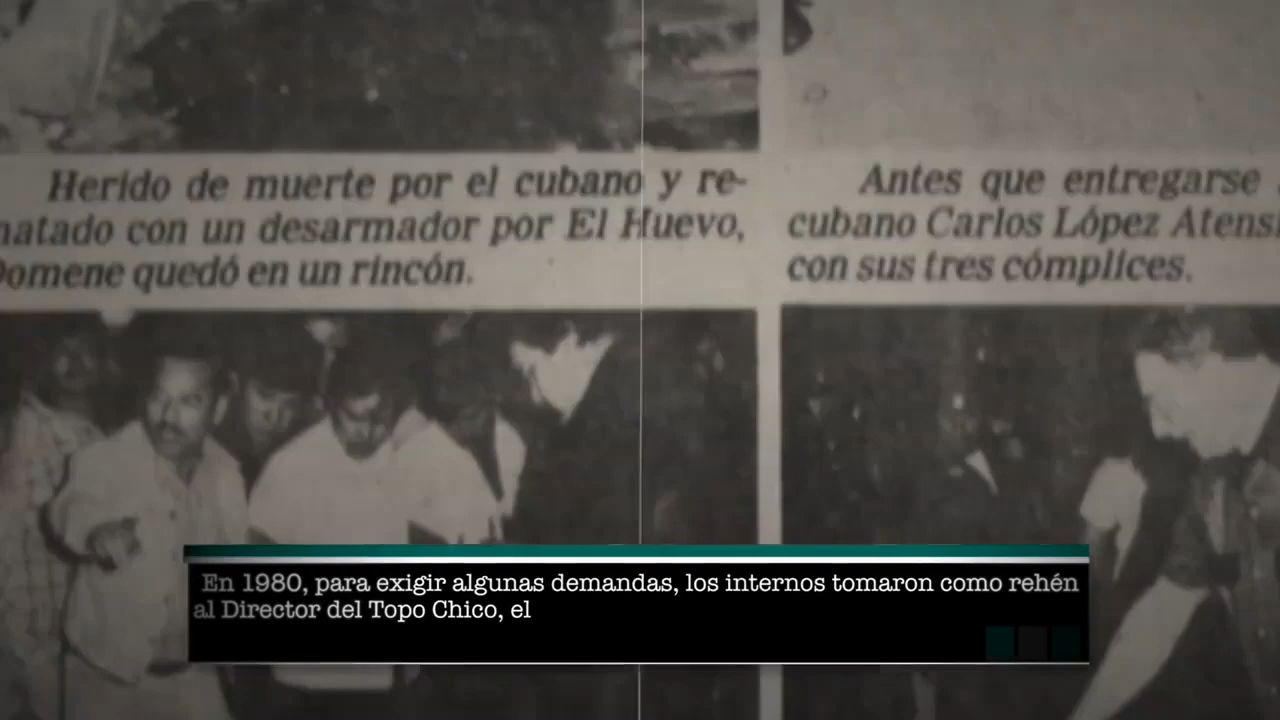 Herido de muerte por el cubano y re-
matado con un desarmador por El Huevo,
Domene quedó en un rincón.
Antes que entregarse
cubano Carlos López Atensi
con sus tres cómplices.
En 1980, para exigir algunas demandas, los internos tomaron como rehén
al Director del Topo Chico, el